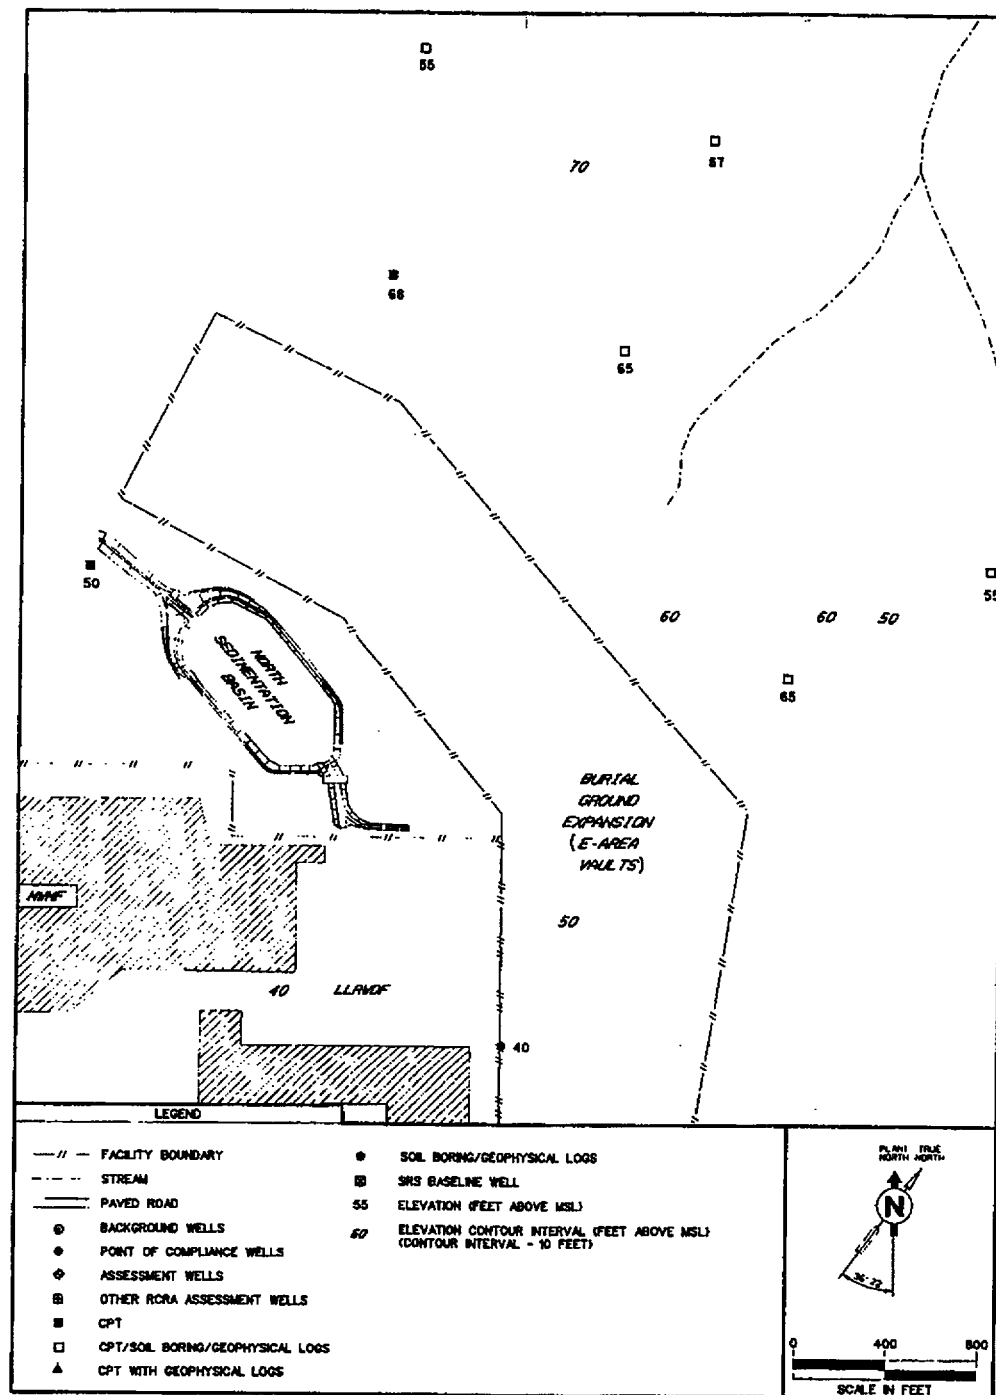 55
67
70
68
65
55
50
60
60
50
NORTH
SEDIMENTATION
BASIN
65
BURIAL
GROUND
EXPANSION
(E-AREA
VAULTS)
MWMF
50
40
LLRWDF
40
LEGEND
FACILITY BOUNDARY
STREAM
PAVED ROAD
BACKGROUND WELLS
POINT OF COMPLIANCE WELLS
ASSESSMENT WELLS
OTHER RCRA ASSESSMENT WELLS
CPT
CPT/SOIL BORING/GEOPHYSICAL LOGS
CPT WITH GEOPHYSICAL LOGS
SOIL BORING/GEOPHYSICAL LOGS
SRS BASELINE WELL
55 ELEVATION (FEET ABOVE MSL)
60 ELEVATION CONTOUR INTERVAL (FEET ABOVE MSL)
(CONTOUR INTERVAL - 10 FEET)
PLANT TRUE
NORTH NORTH
N
0 400 800
SCALE IN FEET